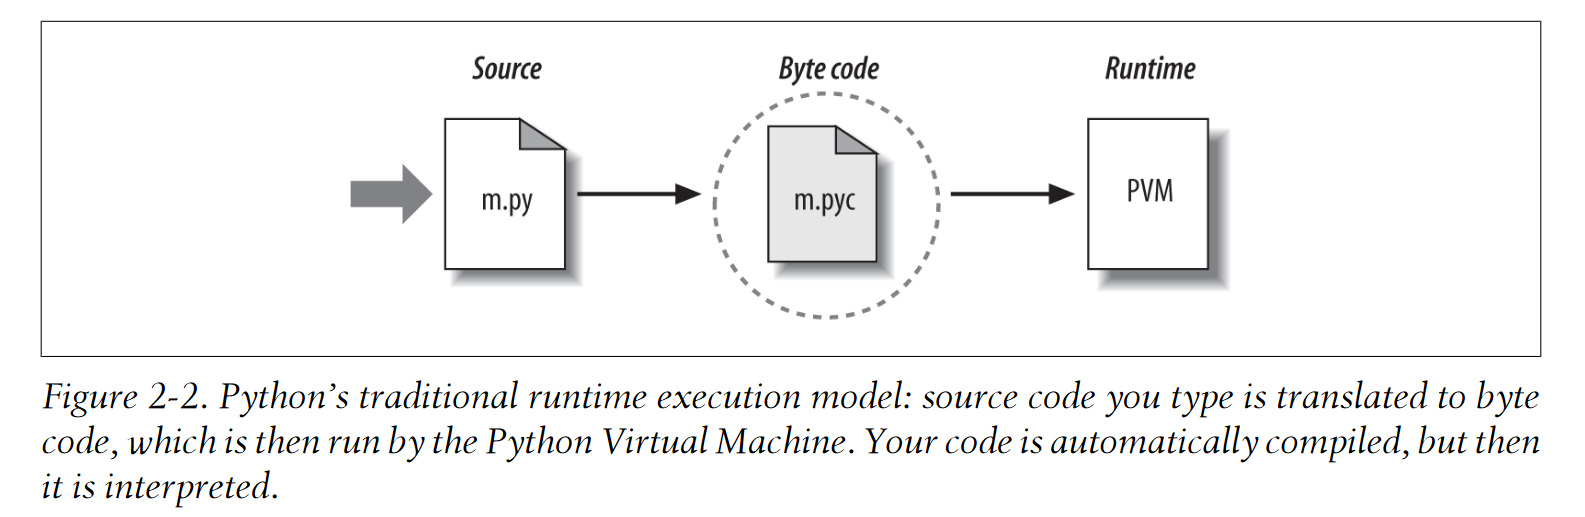 Source
Byte code
Runtime
m.py
m.pyc
PVM
Figure 2-2. Python’s traditional runtime execution model: source code you type is translated to byte
code, which is then run by the Python Virtual Machine. Your code is automatically compiled, but then
it is interpreted.